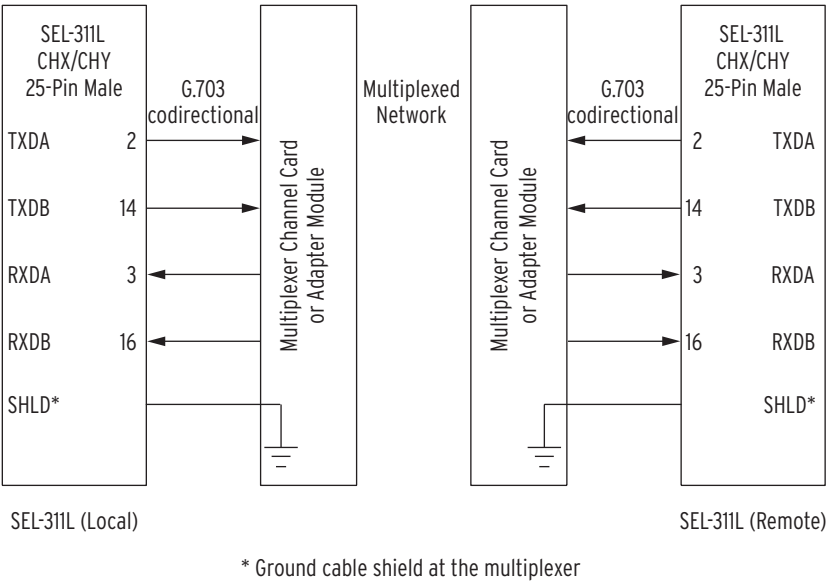 SEL-311L
CHX/CHY
25-Pin Male
G.703
codirectional
Multiplexed
Network
G.703
codirectional
SEL-311L
CHX/CHY
25-Pin Male
TXDA 2
2 TXDA
TXDB 14
14 TXDB
RXDA 3
3 RXDA
RXDB 16
16 RXDB
SHLD*
SHLD*
Multiplexer Channel Card
or Adapter Module
Multiplexer Channel Card
or Adapter Module
SEL-311L (Local)
SEL-311L (Remote)
* Ground cable shield at the multiplexer